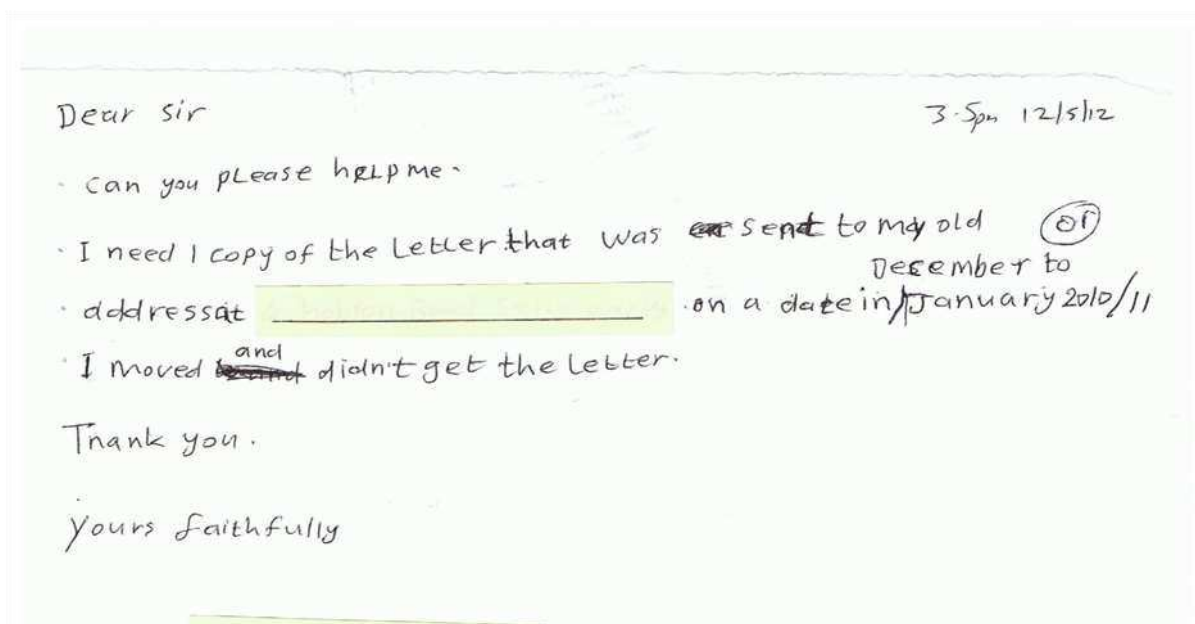 Dear Sir 3.5pm 12/5/12
can you please help me.
I need 1 copy of the Letter that was sent to my old or
December to
address at on a date in January 2010/11
and
I moved didn't get the letter.
Thank you.
yours faithfully